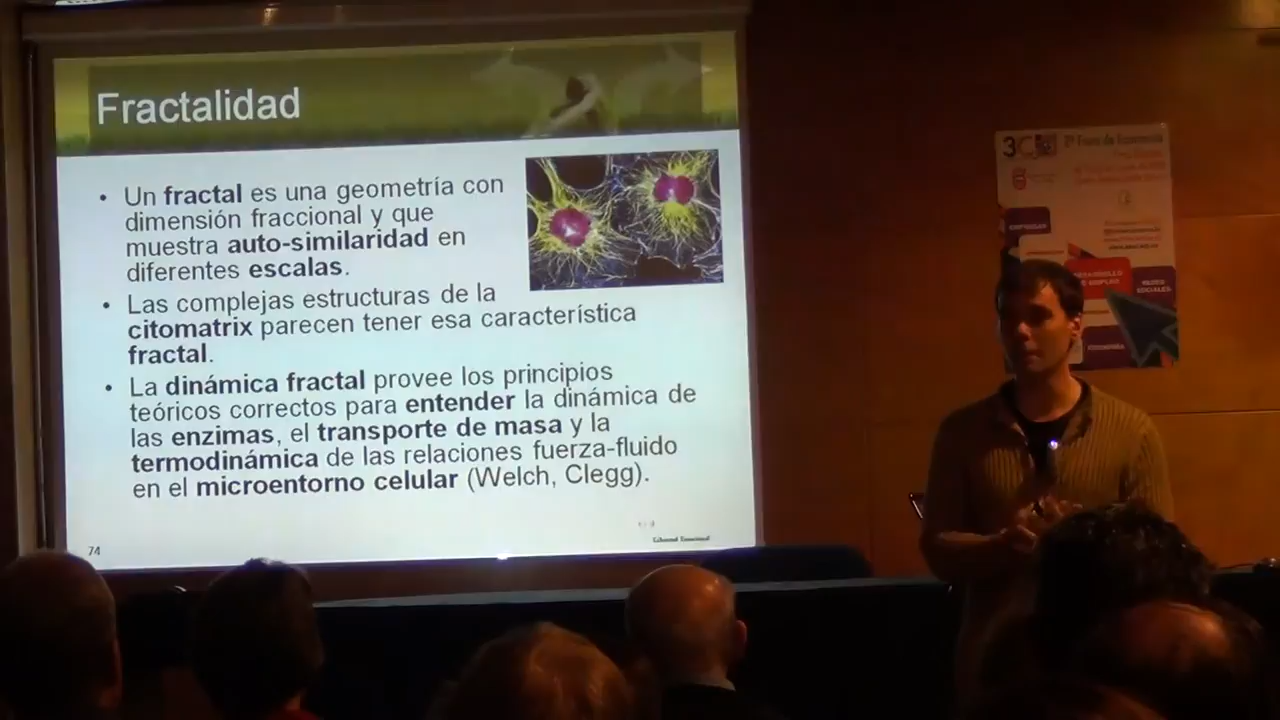 Fractalidad
• Un fractal es una geometría con
dimensión fraccional y que
muestra auto-similaridad en
diferentes escalas.
• Las complejas estructuras de la
citomatrix parecen tener esa característica
fractal.
• La dinámica fractal provee los principios
teóricos correctos para entender la dinámica de
las enzimas, el transporte de masa y la
termodinámica de las relaciones fuerza-fluido
en el microentorno celular (Welch, Clegg).
74
3C
REDES
SOCIALES